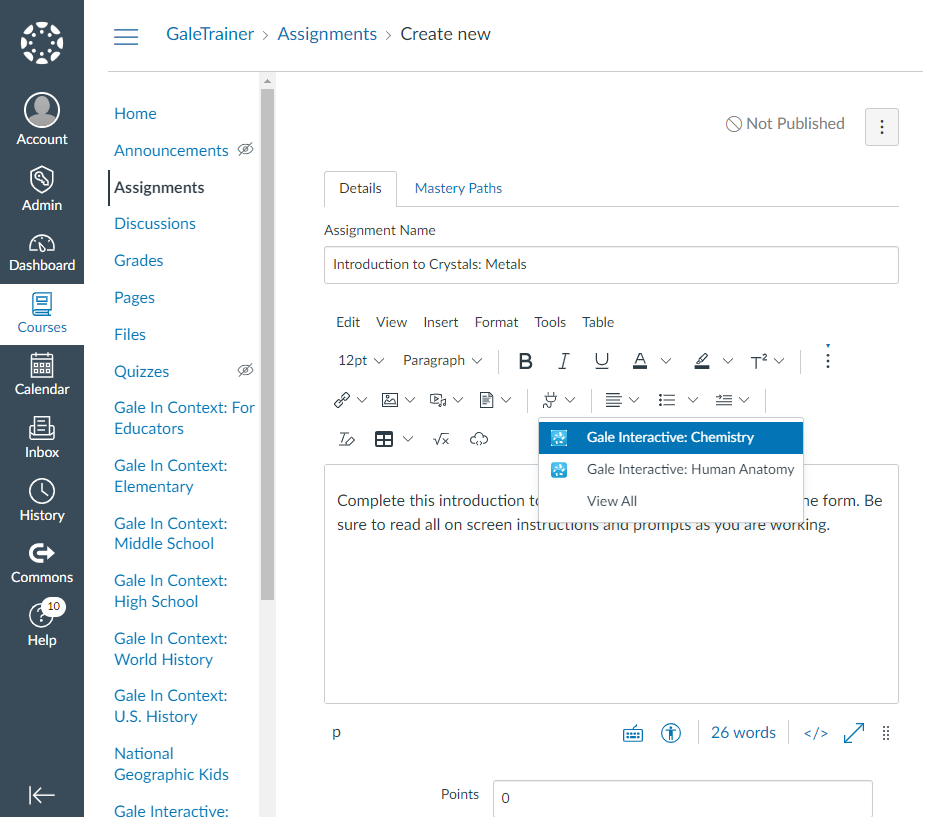 GaleTrainer > Assignments > Create new
Account
Admin
Dashboard
Courses
Calendar
Inbox
History
Commons
10
Help
Home
Announcements
Assignments
Discussions
Grades
Pages
Files
Quizzes
Gale In Context: For
Educators
Gale In Context:
Elementary
Gale In Context:
Middle School
Gale In Context:
High School
Gale In Context:
World History
Gale In Context:
U.S. History
National
Geographic Kids
Gale Interactive:
Not Published
Details Mastery Paths
Assignment Name
Introduction to Crystals: Metals
Edit View Insert Format Tools Table
12pt Paragraph B I U A T²
√x
Gale Interactive: Chemistry
Gale Interactive: Human Anatomy
View All
Complete this introduction to form. Be
sure to read all on screen instructions and prompts as you are working.
p 26 words </>
Points 0